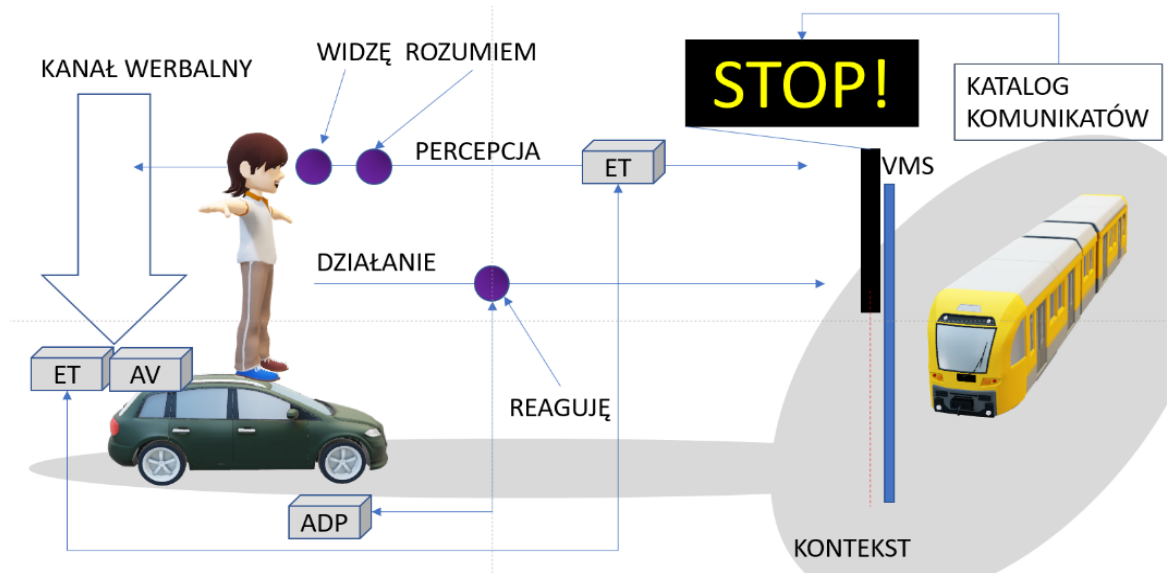 WIDZĘ ROZUMIEM
KANAŁ WERBALNY
STOP!
KATALOG
KOMUNIKATÓW
PERCEPCJA
ET
VMS
DZIAŁANIE
ET
AV
REAGUJĘ
ADP
KONTEKST